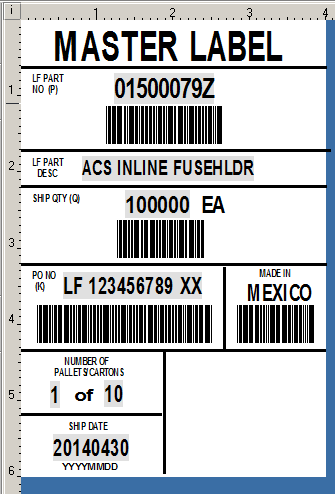 i 1 2 3 4
MASTER LABEL
LF PART
NO (P)
01500079Z
1
LF PART
DESC
ACS INLINE FUSEHLDR
2
SHIP QTY (Q)
100000 EA
3
PO NO
(K)
LF 123456789 XX
MADE IN
MEXICO
4
NUMBER OF
PALLETS/CARTONS
1 of 10
5
SHIP DATE
20140430
YYYYMMDD
6